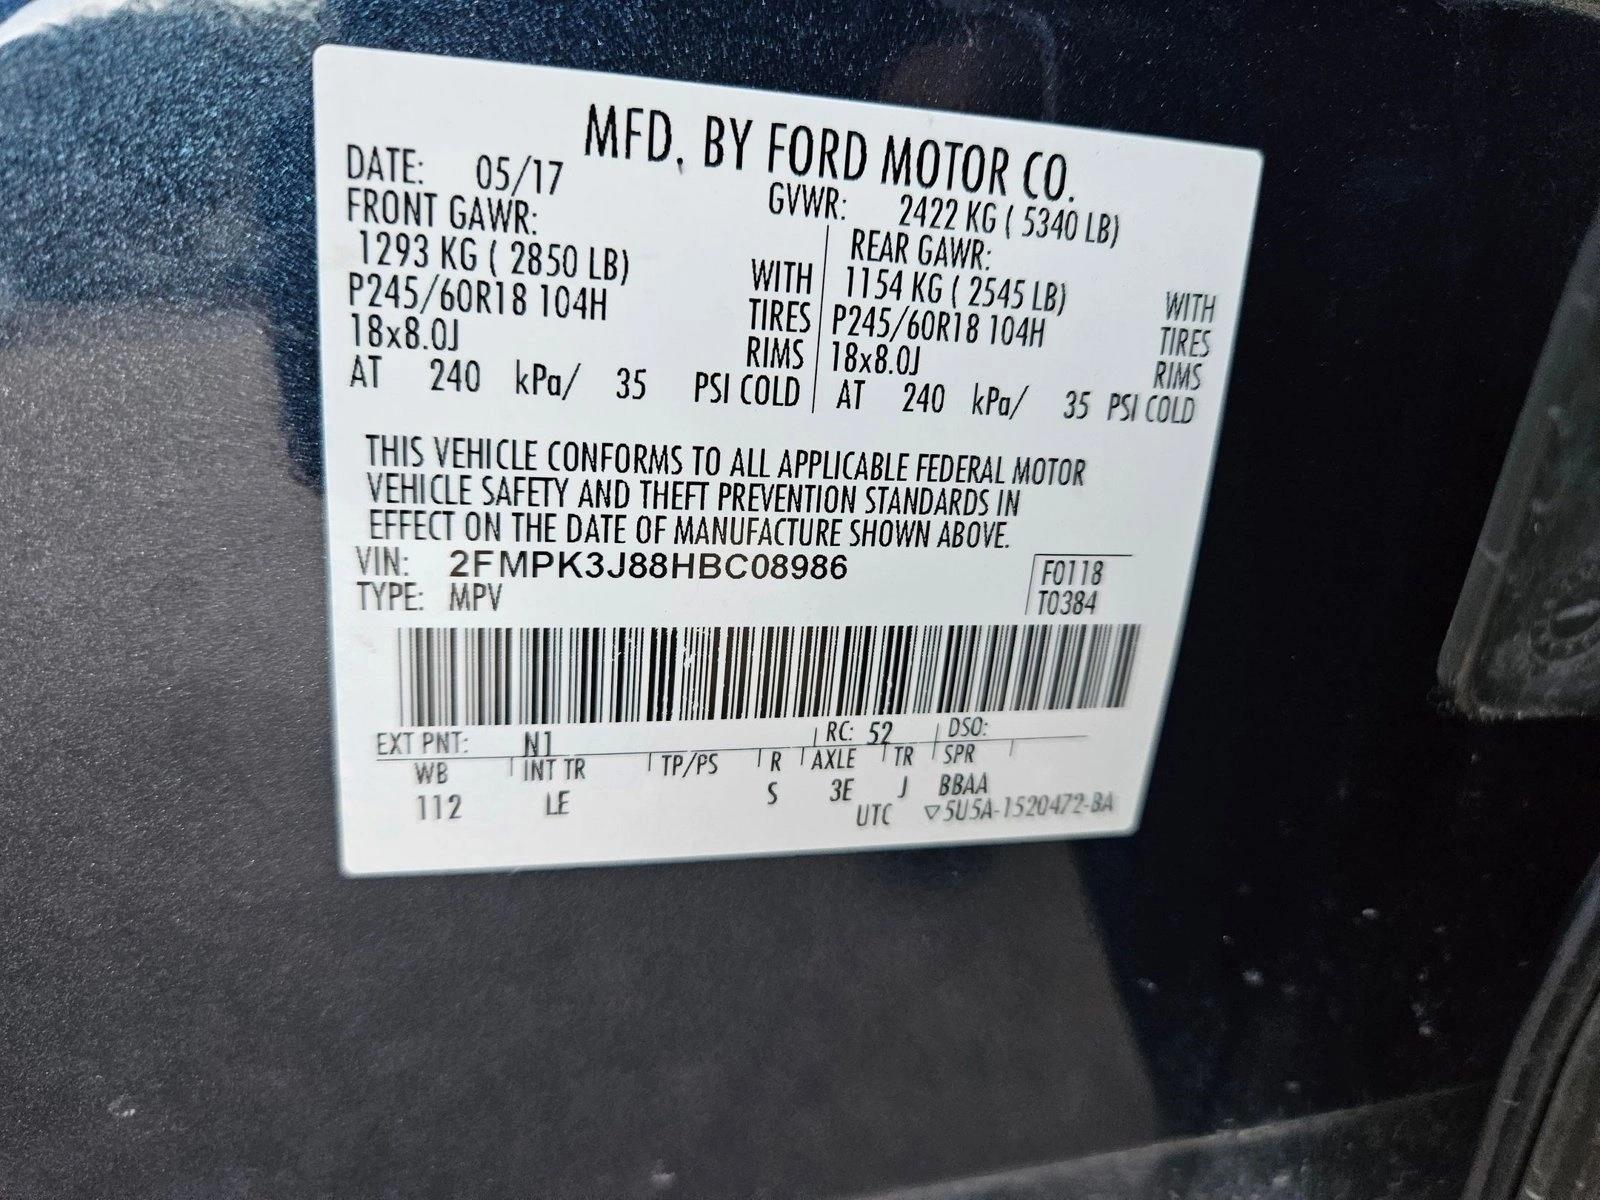 MFD. BY FORD MOTOR CO.
DATE: 05/17 GVWR: 2422 KG ( 5340 LB)
FRONT GAWR: REAR GAWR:
1293 KG ( 2850 LB) WITH 1154 KG ( 2545 LB) WITH
P245/60R18 104H TIRES P245/60R18 104H TIRES
18x8.0J RIMS 18x8.0J RIMS
AT 240 kPa/ 35 PSI COLD AT 240 kPa/ 35 PSI COLD
THIS VEHICLE CONFORMS TO ALL APPLICABLE FEDERAL MOTOR
VEHICLE SAFETY AND THEFT PREVENTION STANDARDS IN
EFFECT ON THE DATE OF MANUFACTURE SHOWN ABOVE.
VIN: 2FMPK3J88HBC08986 F0118
TYPE: MPV T0384
EXT PNT: N1 RC: 52 DSO:
WB INT TR TP/PS R AXLE TR SPR
112 LE S 3E J BBAA
UTC ▽5U5A-1520472-BA